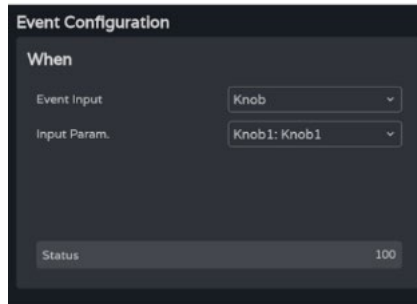 Event Configuration
When
Event Input Knob
Input Param. Knob1: Knob1
Status 100